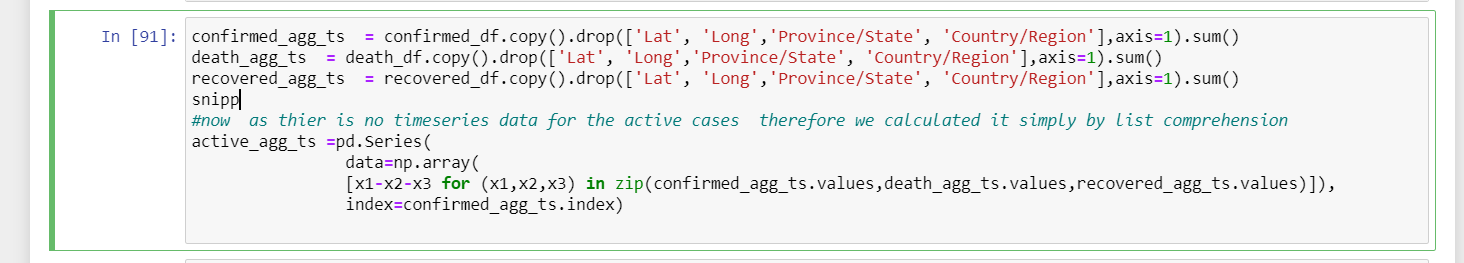 In [91]: confirmed_agg_ts  = confirmed_df.copy().drop(['Lat', 'Long','Province/State', 'Country/Region'],axis=1).sum()
death_agg_ts  = death_df.copy().drop(['Lat', 'Long','Province/State', 'Country/Region'],axis=1).sum()
recovered_agg_ts  = recovered_df.copy().drop(['Lat', 'Long','Province/State', 'Country/Region'],axis=1).sum()
snipp
#now  as thier is no timeseries data for the active cases  therefore we calculated it simply by list comprehension
active_agg_ts =pd.Series(
data=np.array(
[x1-x2-x3 for (x1,x2,x3) in zip(confirmed_agg_ts.values,death_agg_ts.values,recovered_agg_ts.values)]),
index=confirmed_agg_ts.index)